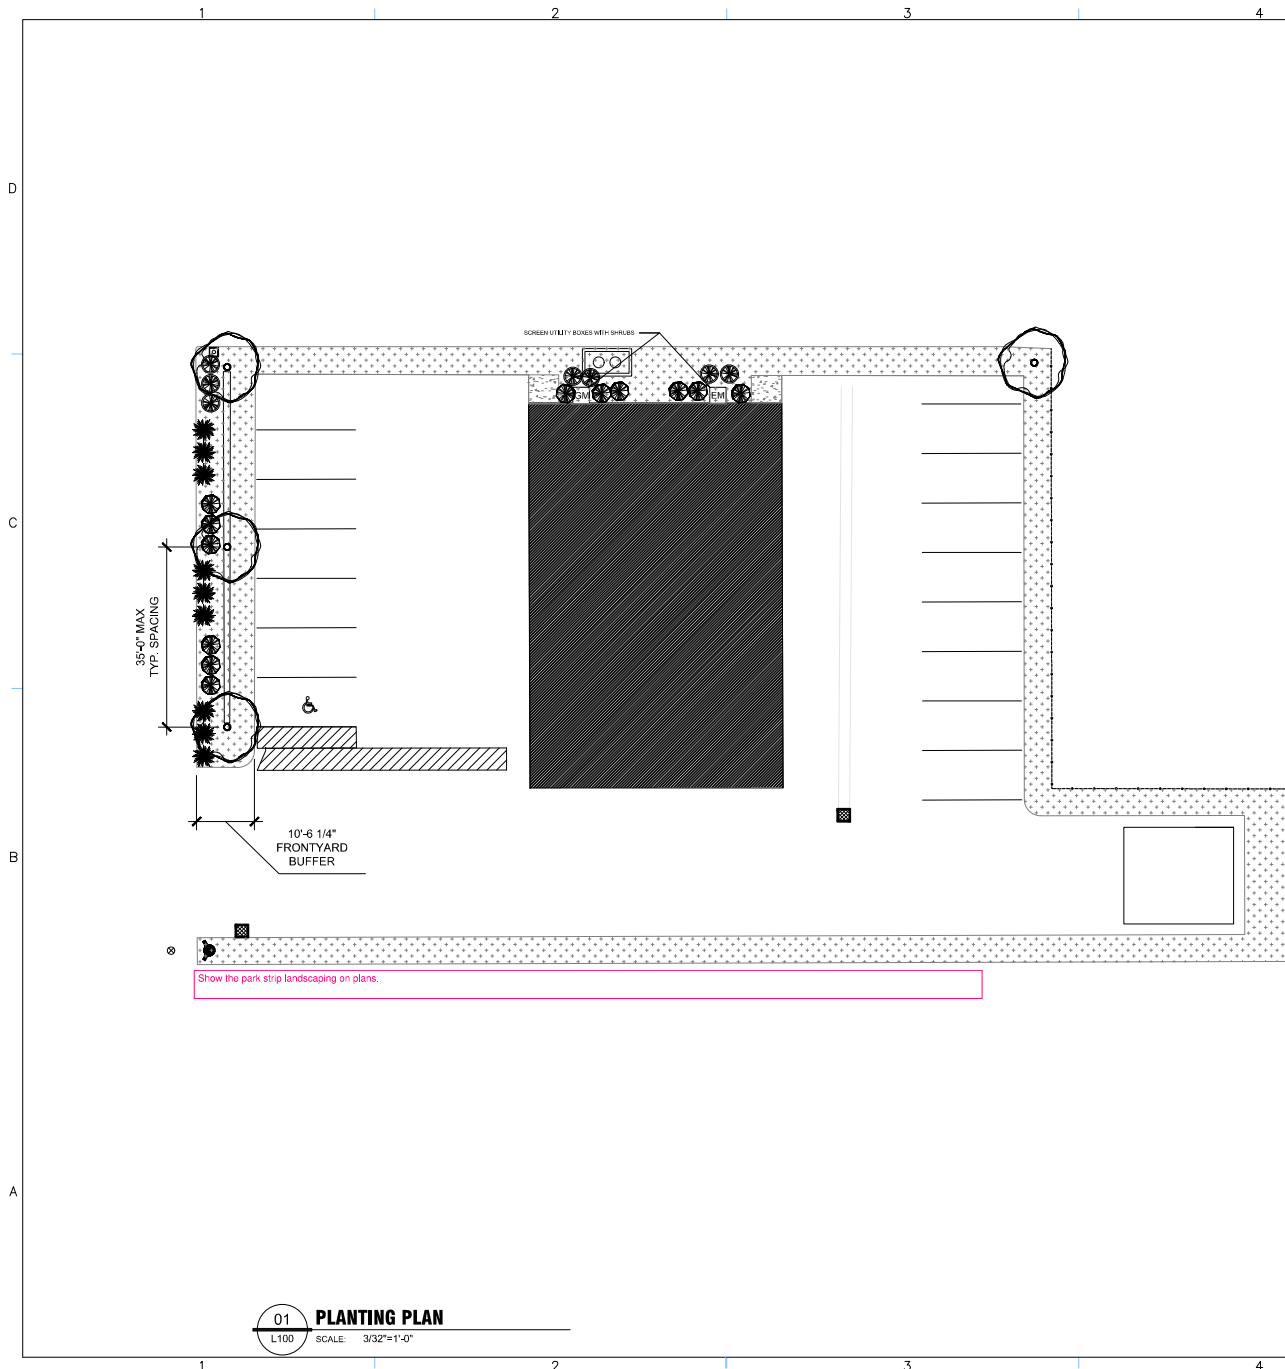 1 2 3 4
D
SCREEN UTILITY BOXES WITH SHRUBS
GM EM
C
35'-0" MAX
TYP. SPACING
10'-6 1/4"
FRONTYARD
BUFFER
B
Show the park strip landscaping on plans.
A
01 PLANTING PLAN
L100 SCALE: 3/32"=1'-0"
1 2 3 4